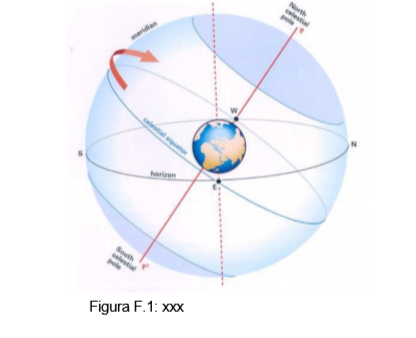 North
celestial
pole P
meridian
W
celestial equator
N
S
horizon
E
South
celestial
pole P'
Figura F.1: xxx